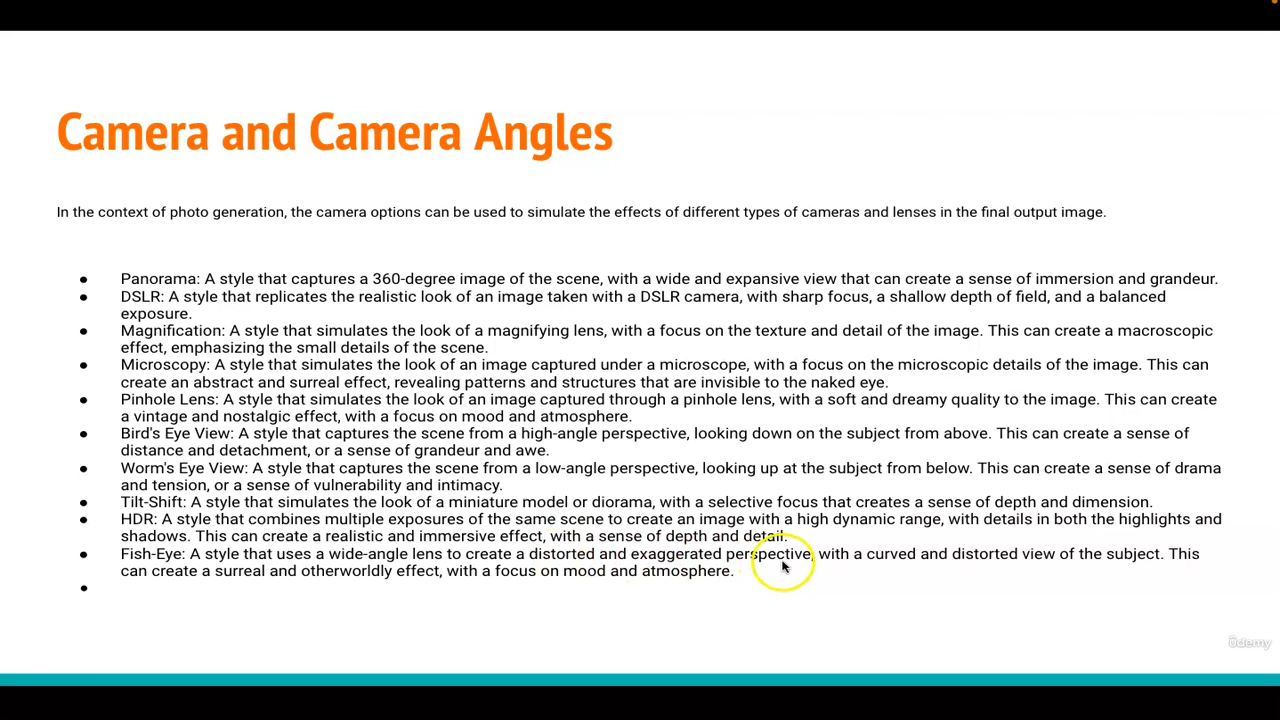 Camera and Camera Angles
In the context of photo generation, the camera options can be used to simulate the effects of different types of cameras and lenses in the final output image.
● Panorama: A style that captures a 360-degree image of the scene, with a wide and expansive view that can create a sense of immersion and grandeur.
● DSLR: A style that replicates the realistic look of an image taken with a DSLR camera, with sharp focus, a shallow depth of field, and a balanced
exposure.
● Magnification: A style that simulates the look of a magnifying lens, with a focus on the texture and detail of the image. This can create a macroscopic
effect, emphasizing the small details of the scene.
● Microscopy: A style that simulates the look of an image captured under a microscope, with a focus on the microscopic details of the image. This can
create an abstract and surreal effect, revealing patterns and structures that are invisible to the naked eye.
● Pinhole Lens: A style that simulates the look of an image captured through a pinhole lens, with a soft and dreamy quality to the image. This can create
a vintage and nostalgic effect, with a focus on mood and atmosphere.
● Bird's Eye View: A style that captures the scene from a high-angle perspective, looking down on the subject from above. This can create a sense of
distance and detachment, or a sense of grandeur and awe.
● Worm's Eye View: A style that captures the scene from a low-angle perspective, looking up at the subject from below. This can create a sense of drama
and tension, or a sense of vulnerability and intimacy.
● Tilt-Shift: A style that simulates the look of a miniature model or diorama, with a selective focus that creates a sense of depth and dimension.
● HDR: A style that combines multiple exposures of the same scene to create an image with a high dynamic range, with details in both the highlights and
shadows. This can create a realistic and immersive effect, with a sense of depth and detail.
● Fish-Eye: A style that uses a wide-angle lens to create a distorted and exaggerated perspective, with a curved and distorted view of the subject. This
can create a surreal and otherworldly effect, with a focus on mood and atmosphere.
●
ûdemy